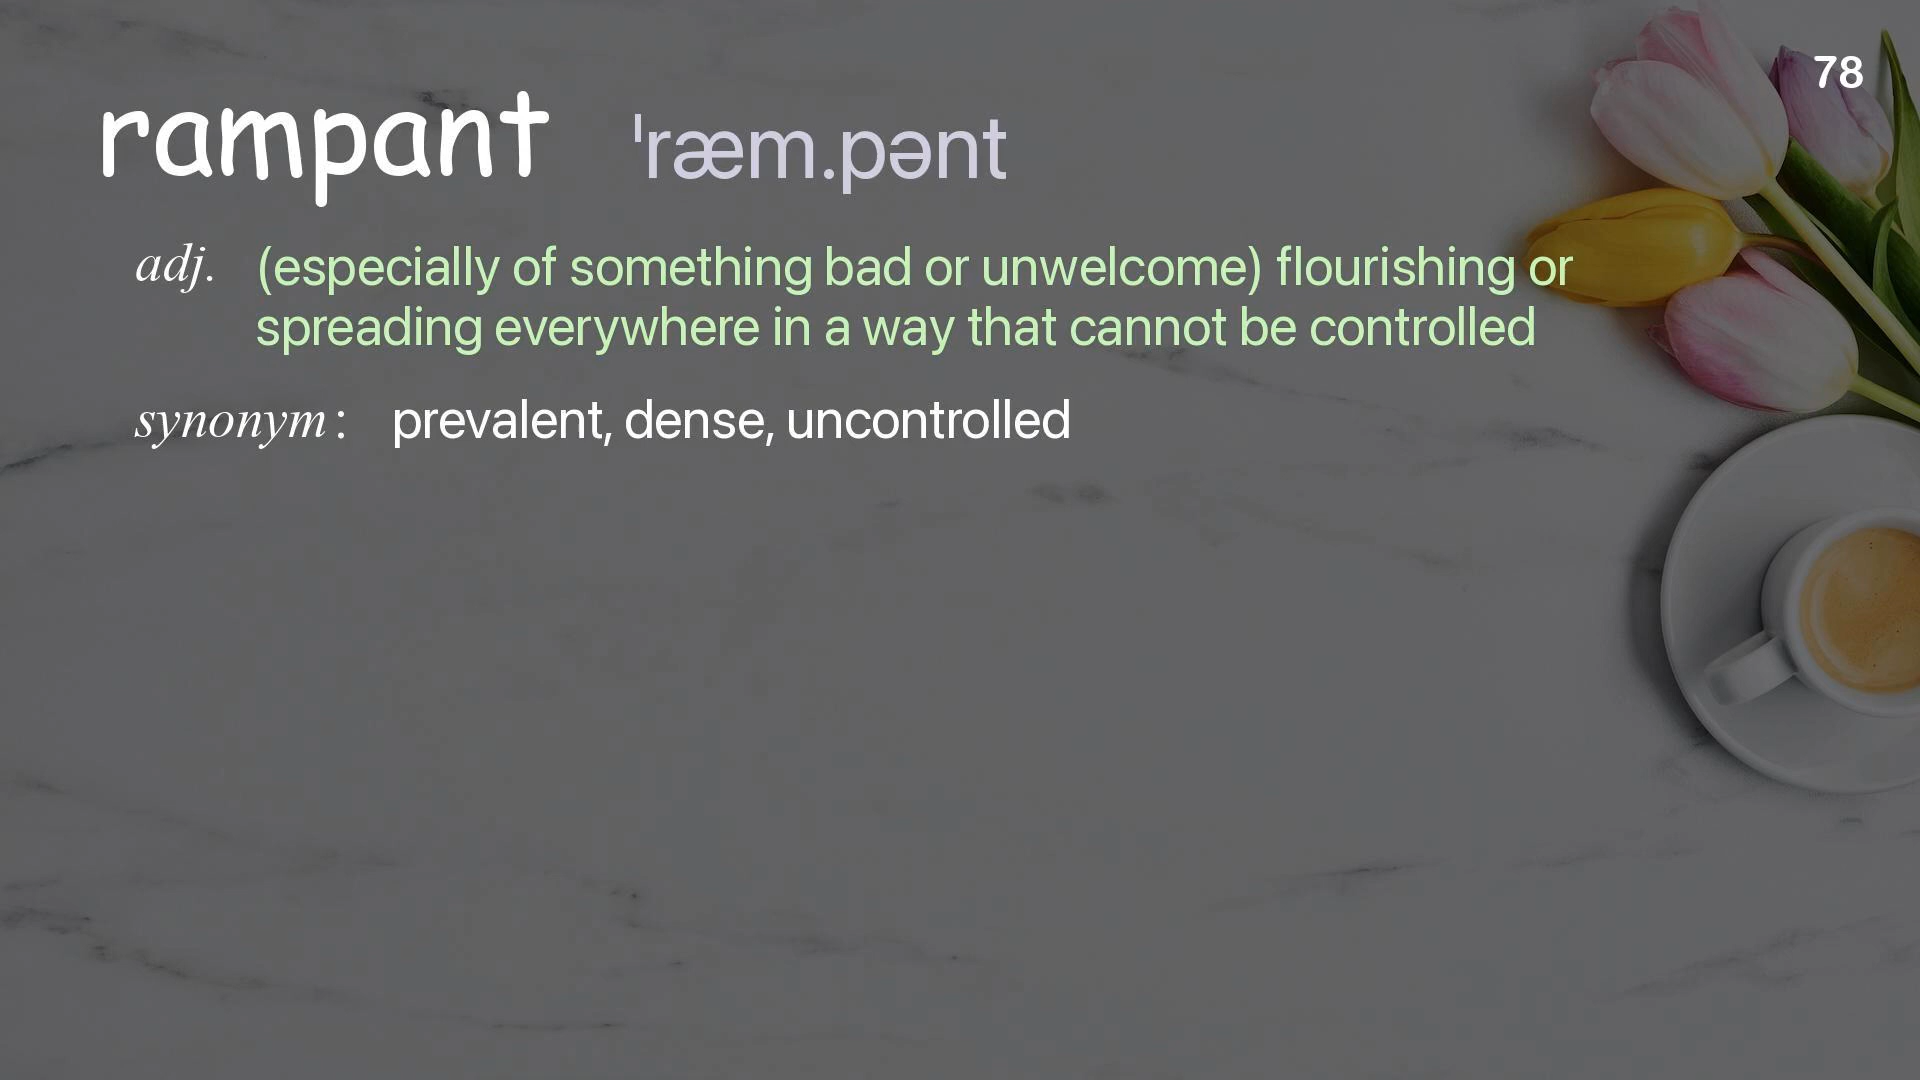 78
rampant ˈræm.pənt
adj. (especially of something bad or unwelcome) flourishing or
spreading everywhere in a way that cannot be controlled
synonym: prevalent, dense, uncontrolled